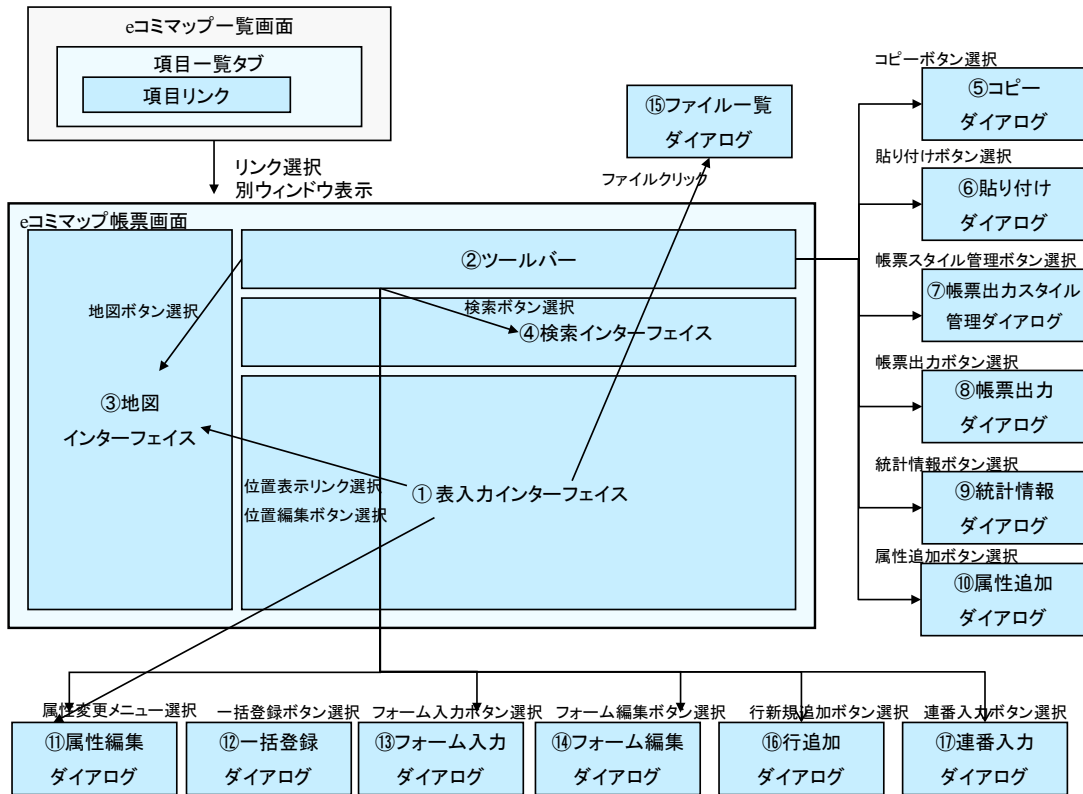 eコミマップ一覧画面
項目一覧タブ
項目リンク
リンク選択
別ウィンドウ表示
⑮ファイル一覧
ダイアログ
ファイルクリック
コピーボタン選択
⑤コピー
ダイアログ
貼り付けボタン選択
⑥貼り付け
ダイアログ
帳票スタイル管理ボタン選択
⑦帳票出力スタイル
管理ダイアログ
帳票出力ボタン選択
⑧帳票出力
ダイアログ
統計情報ボタン選択
⑨統計情報
ダイアログ
属性追加ボタン選択
⑩属性追加
ダイアログ
eコミマップ帳票画面
②ツールバー
地図ボタン選択
検索ボタン選択
④検索インターフェイス
③地図
インターフェイス
位置表示リンク選択
位置編集ボタン選択
①表入力インターフェイス
属性変更メニュー選択
⑪属性編集
ダイアログ
一括登録ボタン選択
⑫一括登録
ダイアログ
フォーム入力ボタン選択
⑬フォーム入力
ダイアログ
フォーム編集ボタン選択
⑭フォーム編集
ダイアログ
行新規追加ボタン選択
⑯行追加
ダイアログ
連番入力ボタン選択
⑰連番入力
ダイアログ